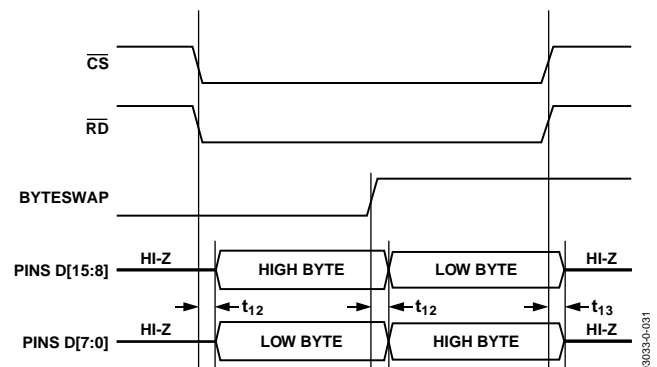 CS
RD
BYTESWAP
PINS D[15:8] HI-Z HIGH BYTE LOW BYTE HI-Z
t12 t12 t13
PINS D[7:0] HI-Z LOW BYTE HIGH BYTE HI-Z
3033-0-031